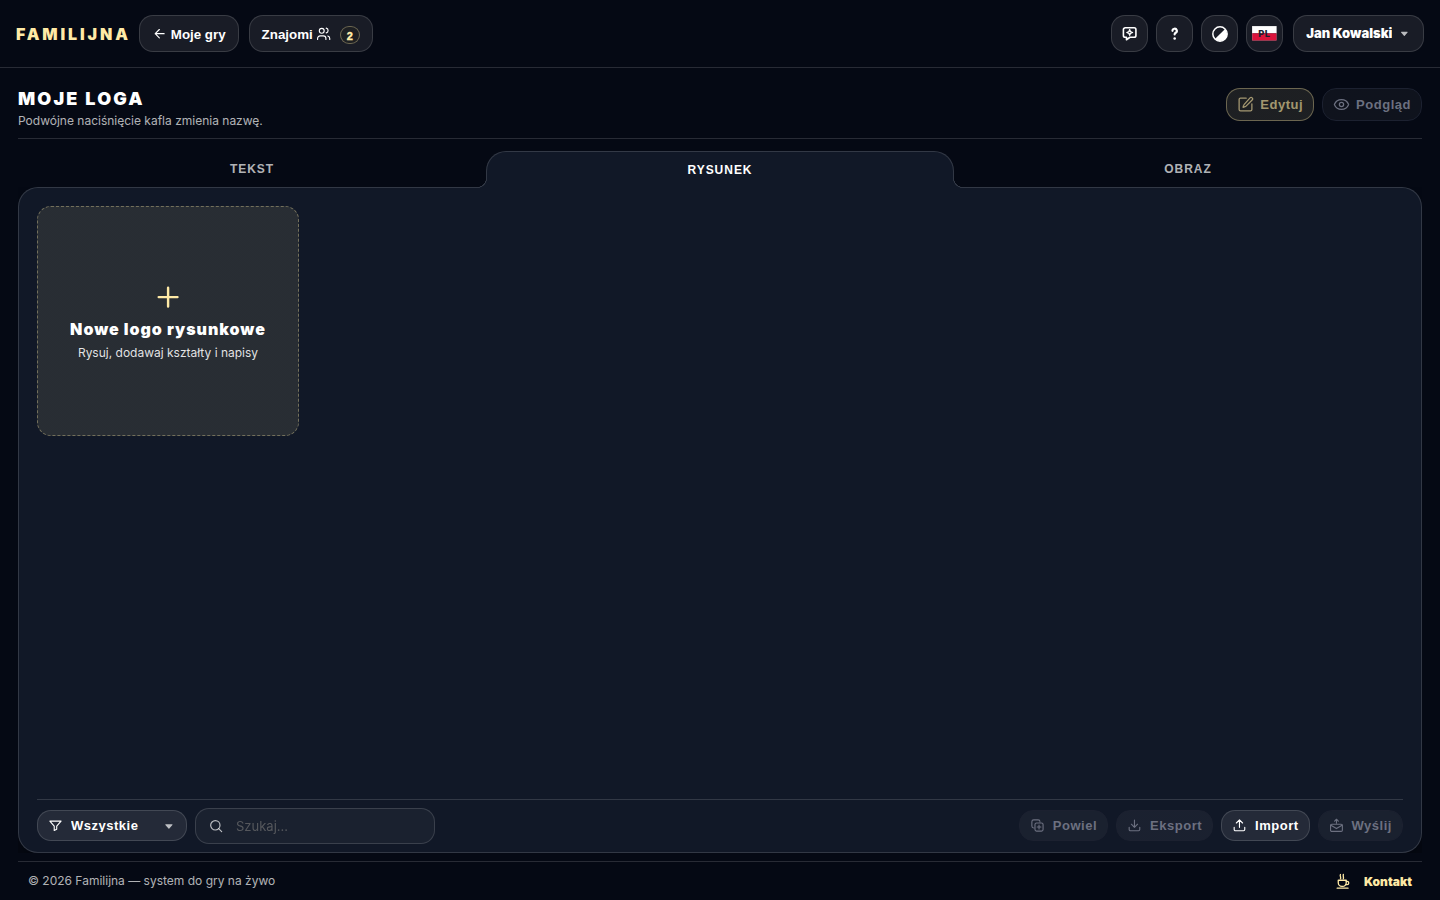 FAMILIJNA
Moje gry
Znajomi 2
?
PL
Jan Kowalski
MOJE LOGA
Podwójne naciśnięcie kafla zmienia nazwę.
Edytuj
Podgląd
TEKST
RYSUNEK
OBRAZ
Nowe logo rysunkowe
Rysuj, dodawaj kształty i napisy
Wszystkie
Szukaj...
Powiel
Eksport
Import
Wyślij
© 2026 Familijna — system do gry na żywo
Kontakt